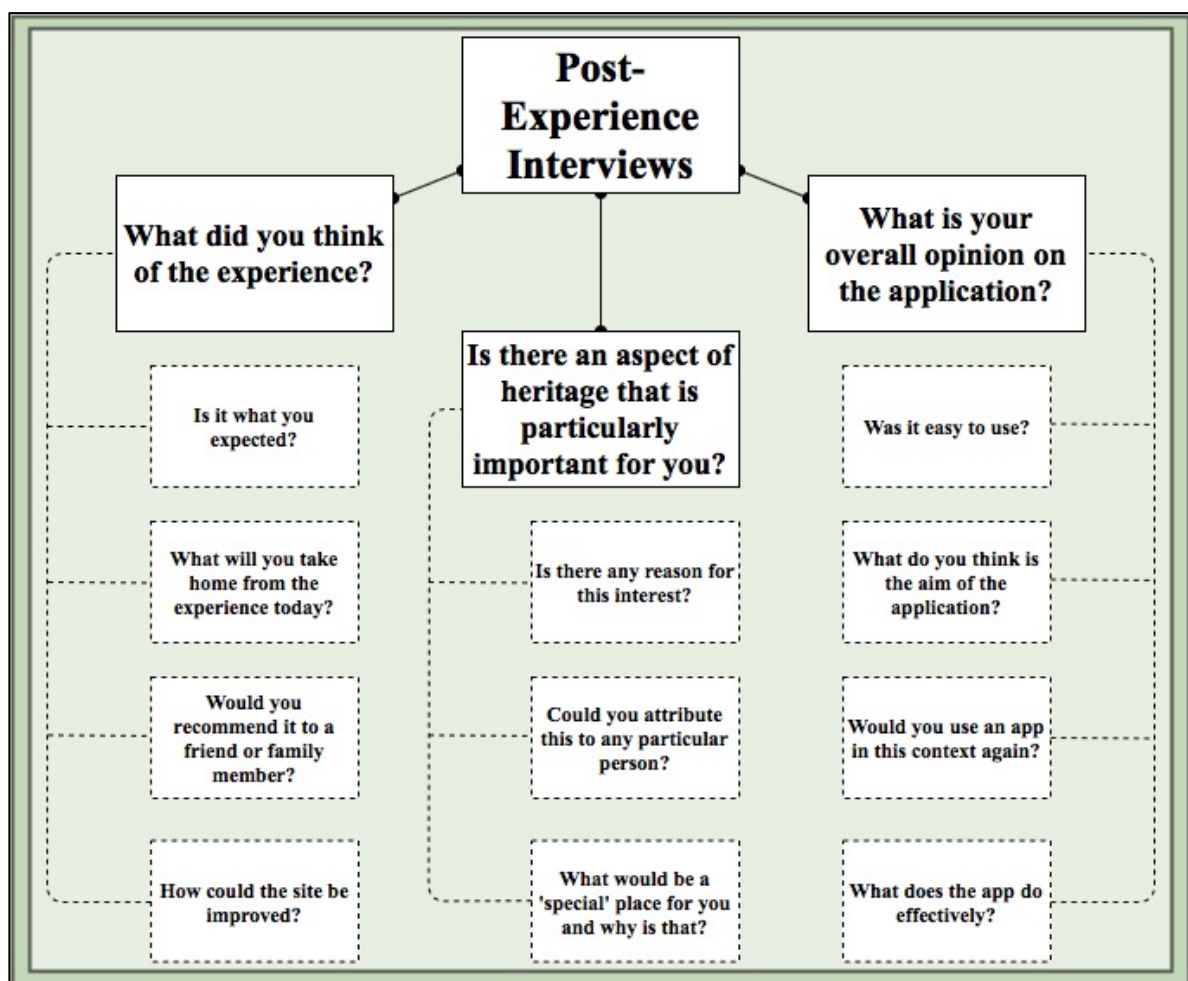 Post-
Experience
Interviews
What did you think
of the experience?
Is it what you
expected?
What will you take
home from the
experience today?
Would you
recommend it to a
friend or family
member?
How could the site be
improved?
Is there an aspect of
heritage that is
particularly
important for you?
Is there any reason for
this interest?
Could you attribute
this to any particular
person?
What would be a
'special' place for you
and why is that?
What is your
overall opinion on
the application?
Was it easy to use?
What do you think is
the aim of the
application?
Would you use an app
in this context again?
What does the app do
effectively?